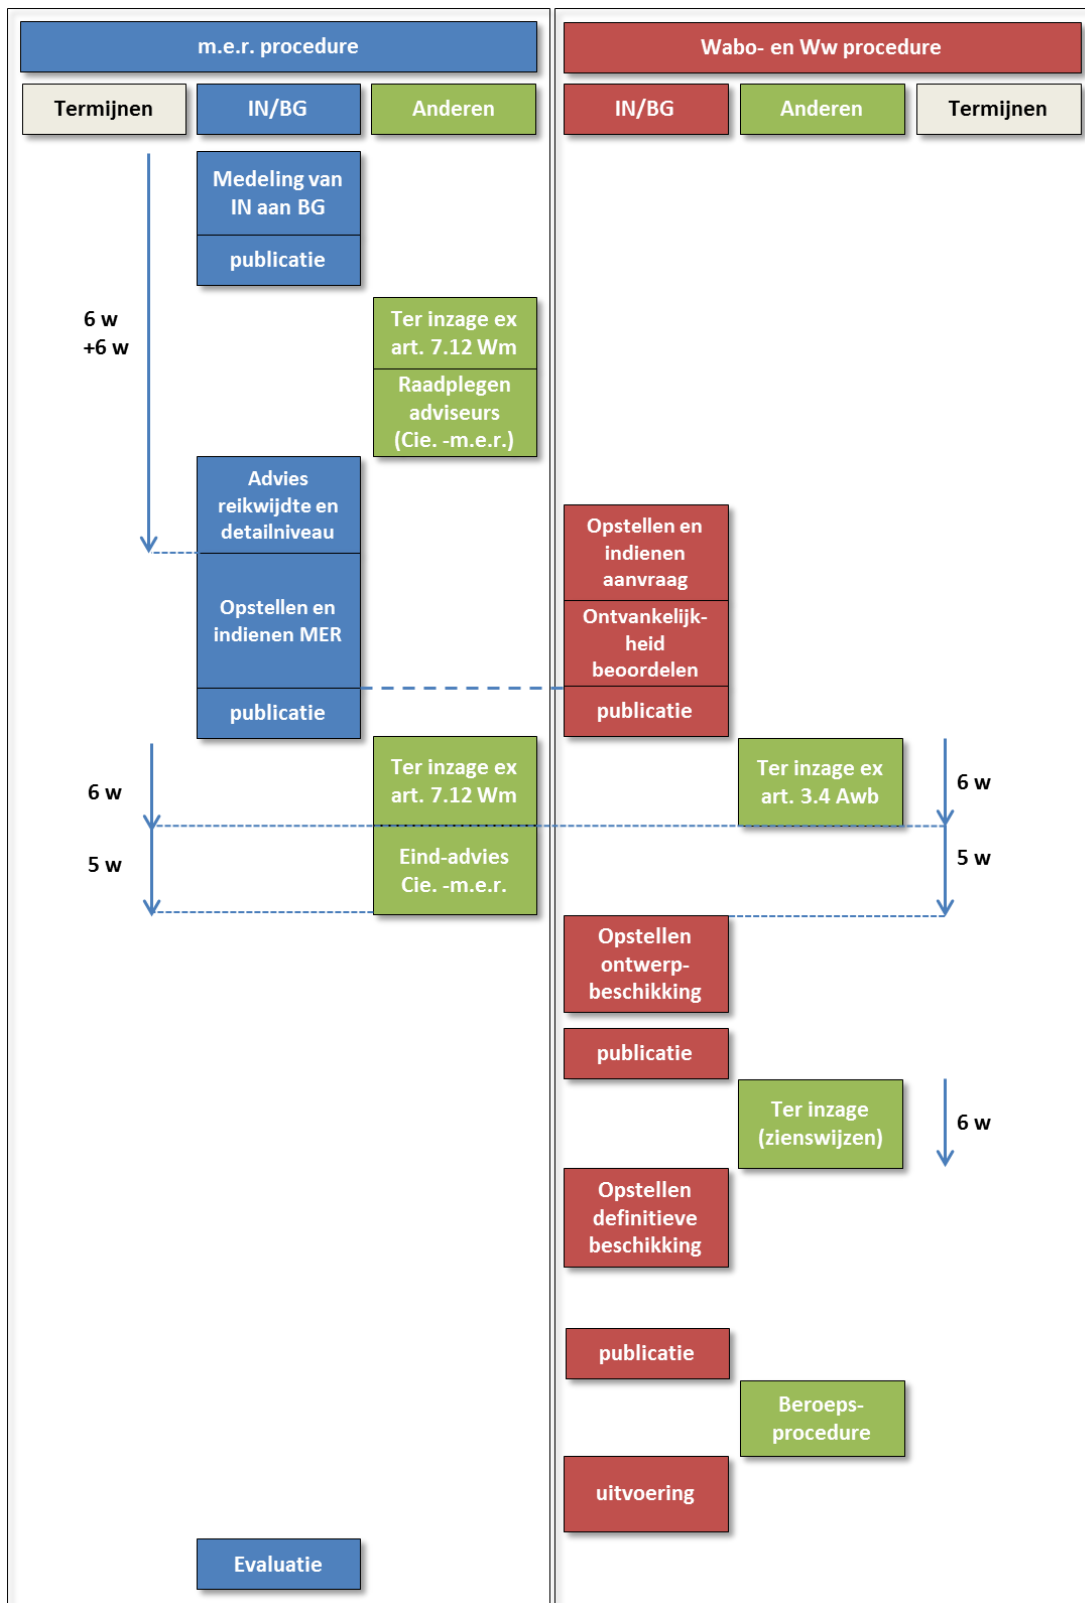 m.e.r. procedure
Wabo- en Ww procedure
Termijnen
IN/BG
Anderen
IN/BG
Anderen
Termijnen
Medeling van
IN aan BG
publicatie
6 w
+6 w
Ter inzage ex
art. 7.12 Wm
Raadplegen
adviseurs
(Cie. -m.e.r.)
Advies
reikwijdte en
detailniveau
Opstellen en
indienen
aanvraag
Opstellen en
indienen MER
Ontvankelijk-
heid
beoordelen
publicatie
publicatie
6 w
Ter inzage ex
art. 7.12 Wm
Ter inzage ex
art. 3.4 Awb
6 w
5 w
Eind-advies
Cie. -m.e.r.
5 w
Opstellen
ontwerp-
beschikking
publicatie
Ter inzage
(zienswijzen)
6 w
Opstellen
definitieve
beschikking
publicatie
Beroeps-
procedure
uitvoering
Evaluatie